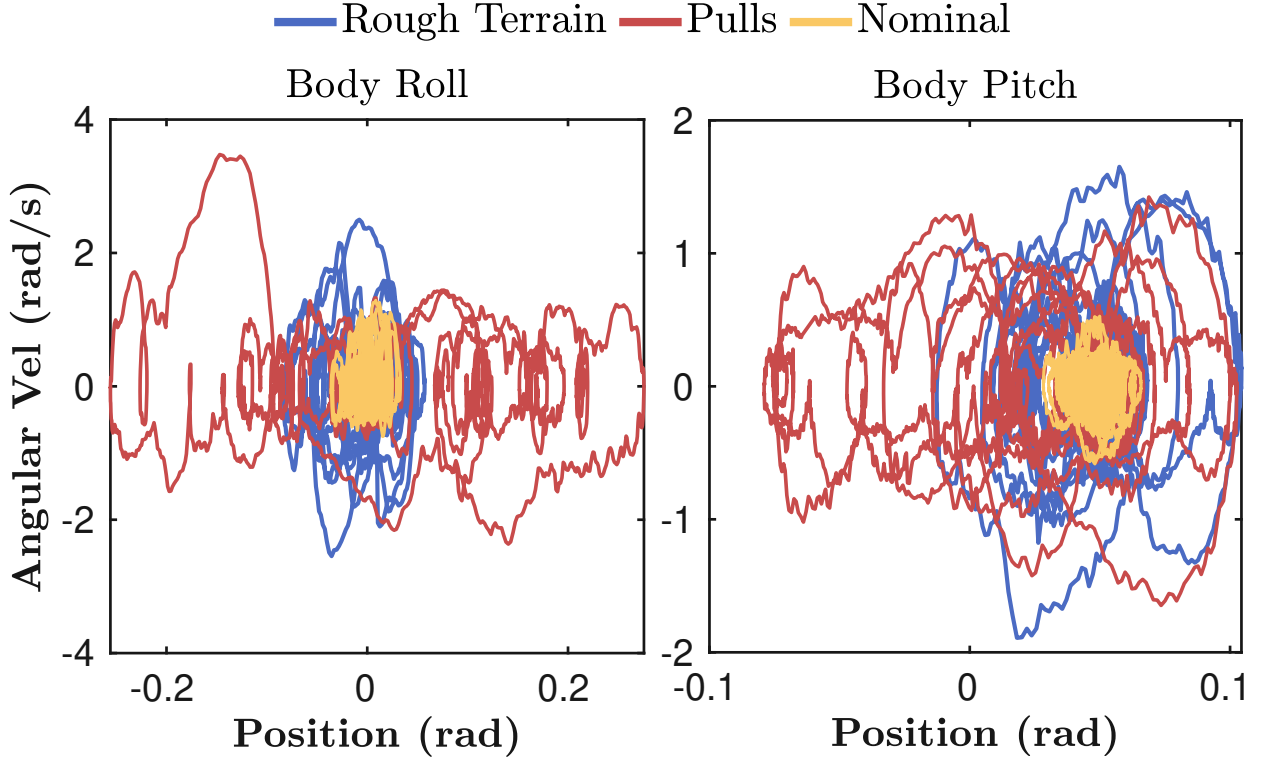 Rough Terrain Pulls Nominal
Body Roll
Body Pitch
Angular Vel (rad/s)
4
2
0
-2
-4
-0.2 0 0.2
Position (rad)
2
1
0
-1
-2
-0.1 0 0.1
Position (rad)